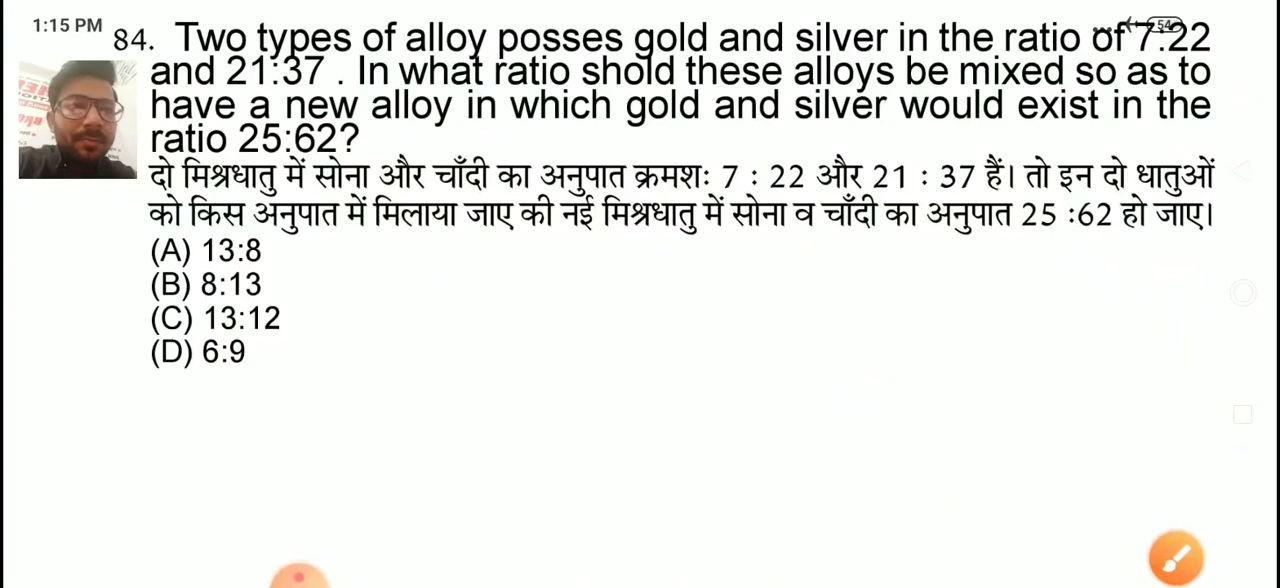 1:15 PM
54
84. Two types of alloy posses gold and silver in the ratio of 7:22
and 21:37 . In what ratio shold these alloys be mixed so as to
have a new alloy in which gold and silver would exist in the
ratio 25:62?
दो मिश्रधातु में सोना और चाँदी का अनुपात क्रमशः 7 : 22 और 21 : 37 हैं। तो इन दो धातुओं
को किस अनुपात में मिलाया जाए की नई मिश्रधातु में सोना व चाँदी का अनुपात 25 :62 हो जाए।
(A) 13:8
(B) 8:13
(C) 13:12
(D) 6:9